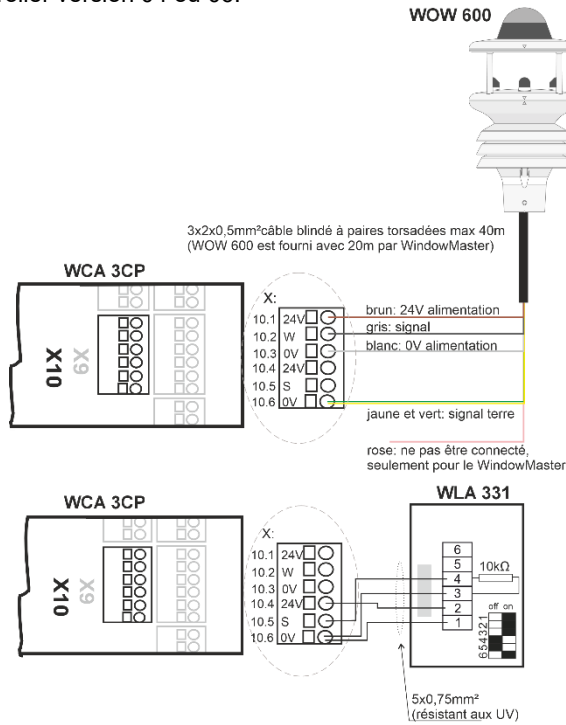 WOW 600
3x2x0,5mm²câble blindé à paires torsadées max 40m
(WOW 600 est fourni avec 20m par WindowMaster)
WCA 3CP
X9
X10
X:
10.1 24V
10.2 W
10.3 0V
10.4 24V
10.5 S
10.6 0V
brun: 24V alimentation
gris: signal
blanc: 0V alimentation
jaune et vert: signal terre
rose: ne pas être connecté,
seulement pour le WindowMaster
WCA 3CP
X9
X10
X:
10.1 24V
10.2 W
10.3 0V
10.4 24V
10.5 S
10.6 0V
WLA 331
6
5
4
3
2
1
10kΩ
off on
654321
5x0,75mm²
(résistant aux UV)